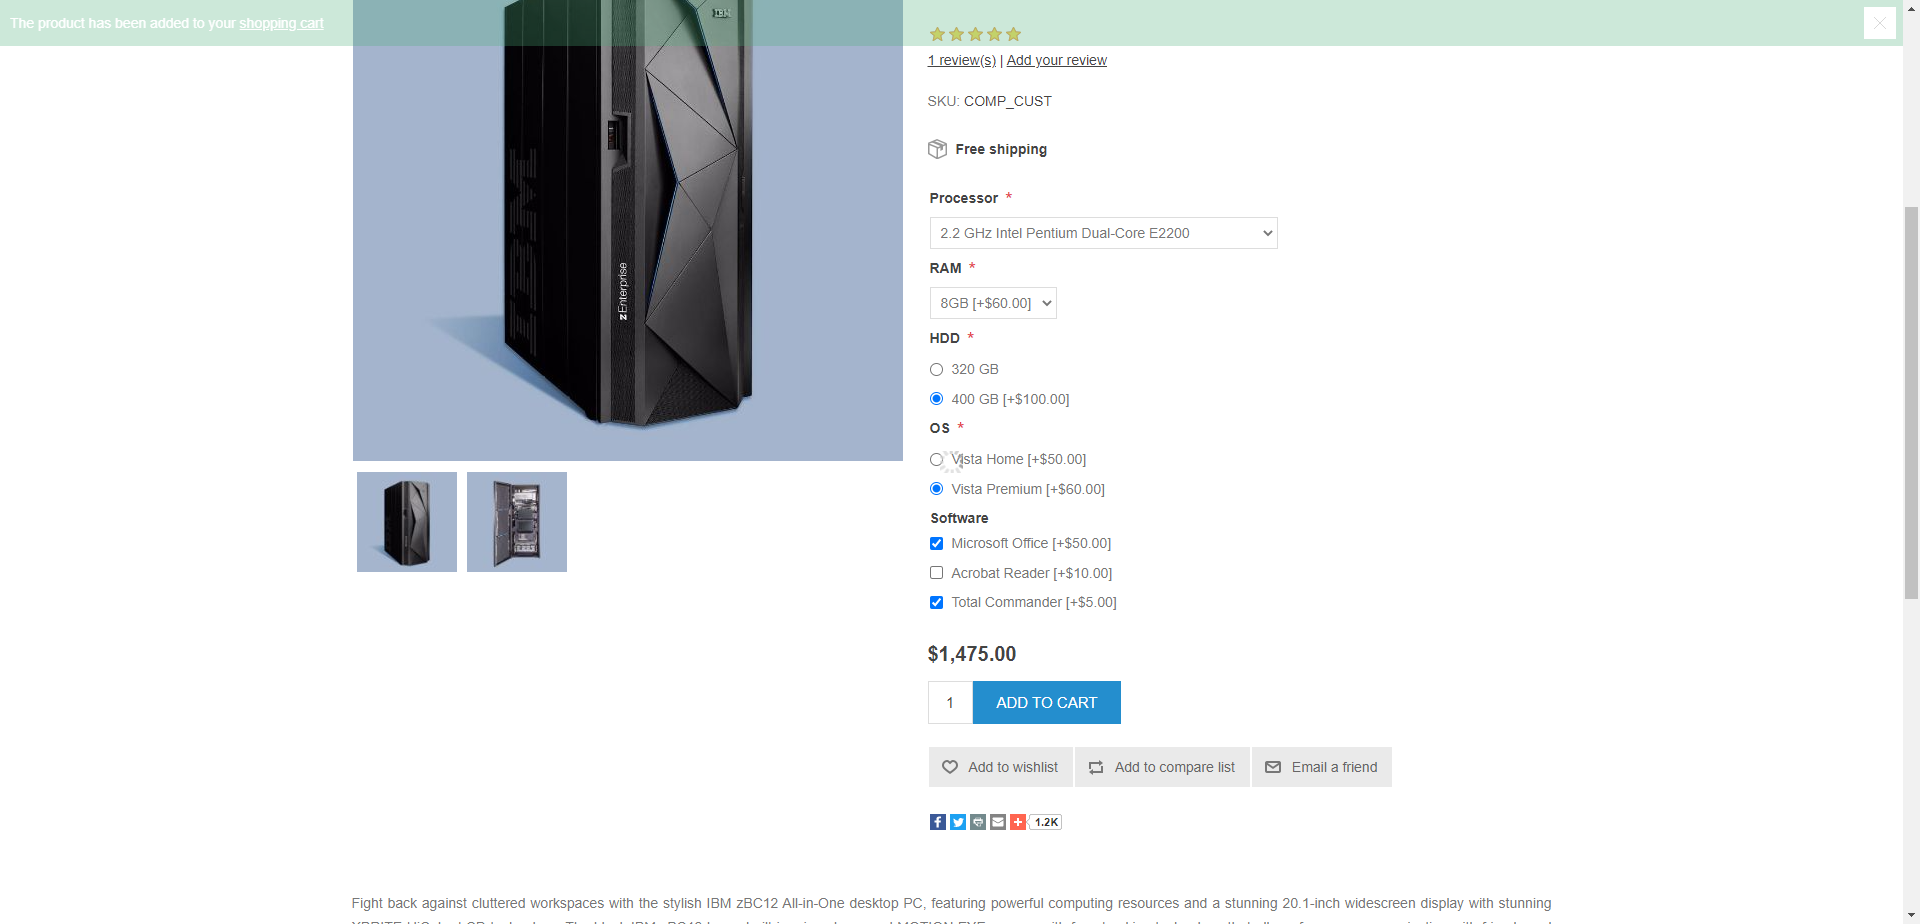 The product has been added to your shopping cart
IBM
IBM
zEnterprise
1 review(s) | Add your review
SKU: COMP_CUST
Free shipping
Processor *
2.2 GHz Intel Pentium Dual-Core E2200
RAM *
8GB [+$60.00]
HDD *
320 GB
400 GB [+$100.00]
OS *
Vista Home [+$50.00]
Vista Premium [+$60.00]
Software
Microsoft Office [+$50.00]
Acrobat Reader [+$10.00]
Total Commander [+$5.00]
$1,475.00
1 ADD TO CART
Add to wishlist Add to compare list Email a friend
1.2K
Fight back against cluttered workspaces with the stylish IBM zBC12 All-in-One desktop PC, featuring powerful computing resources and a stunning 20.1-inch widescreen display with stunning